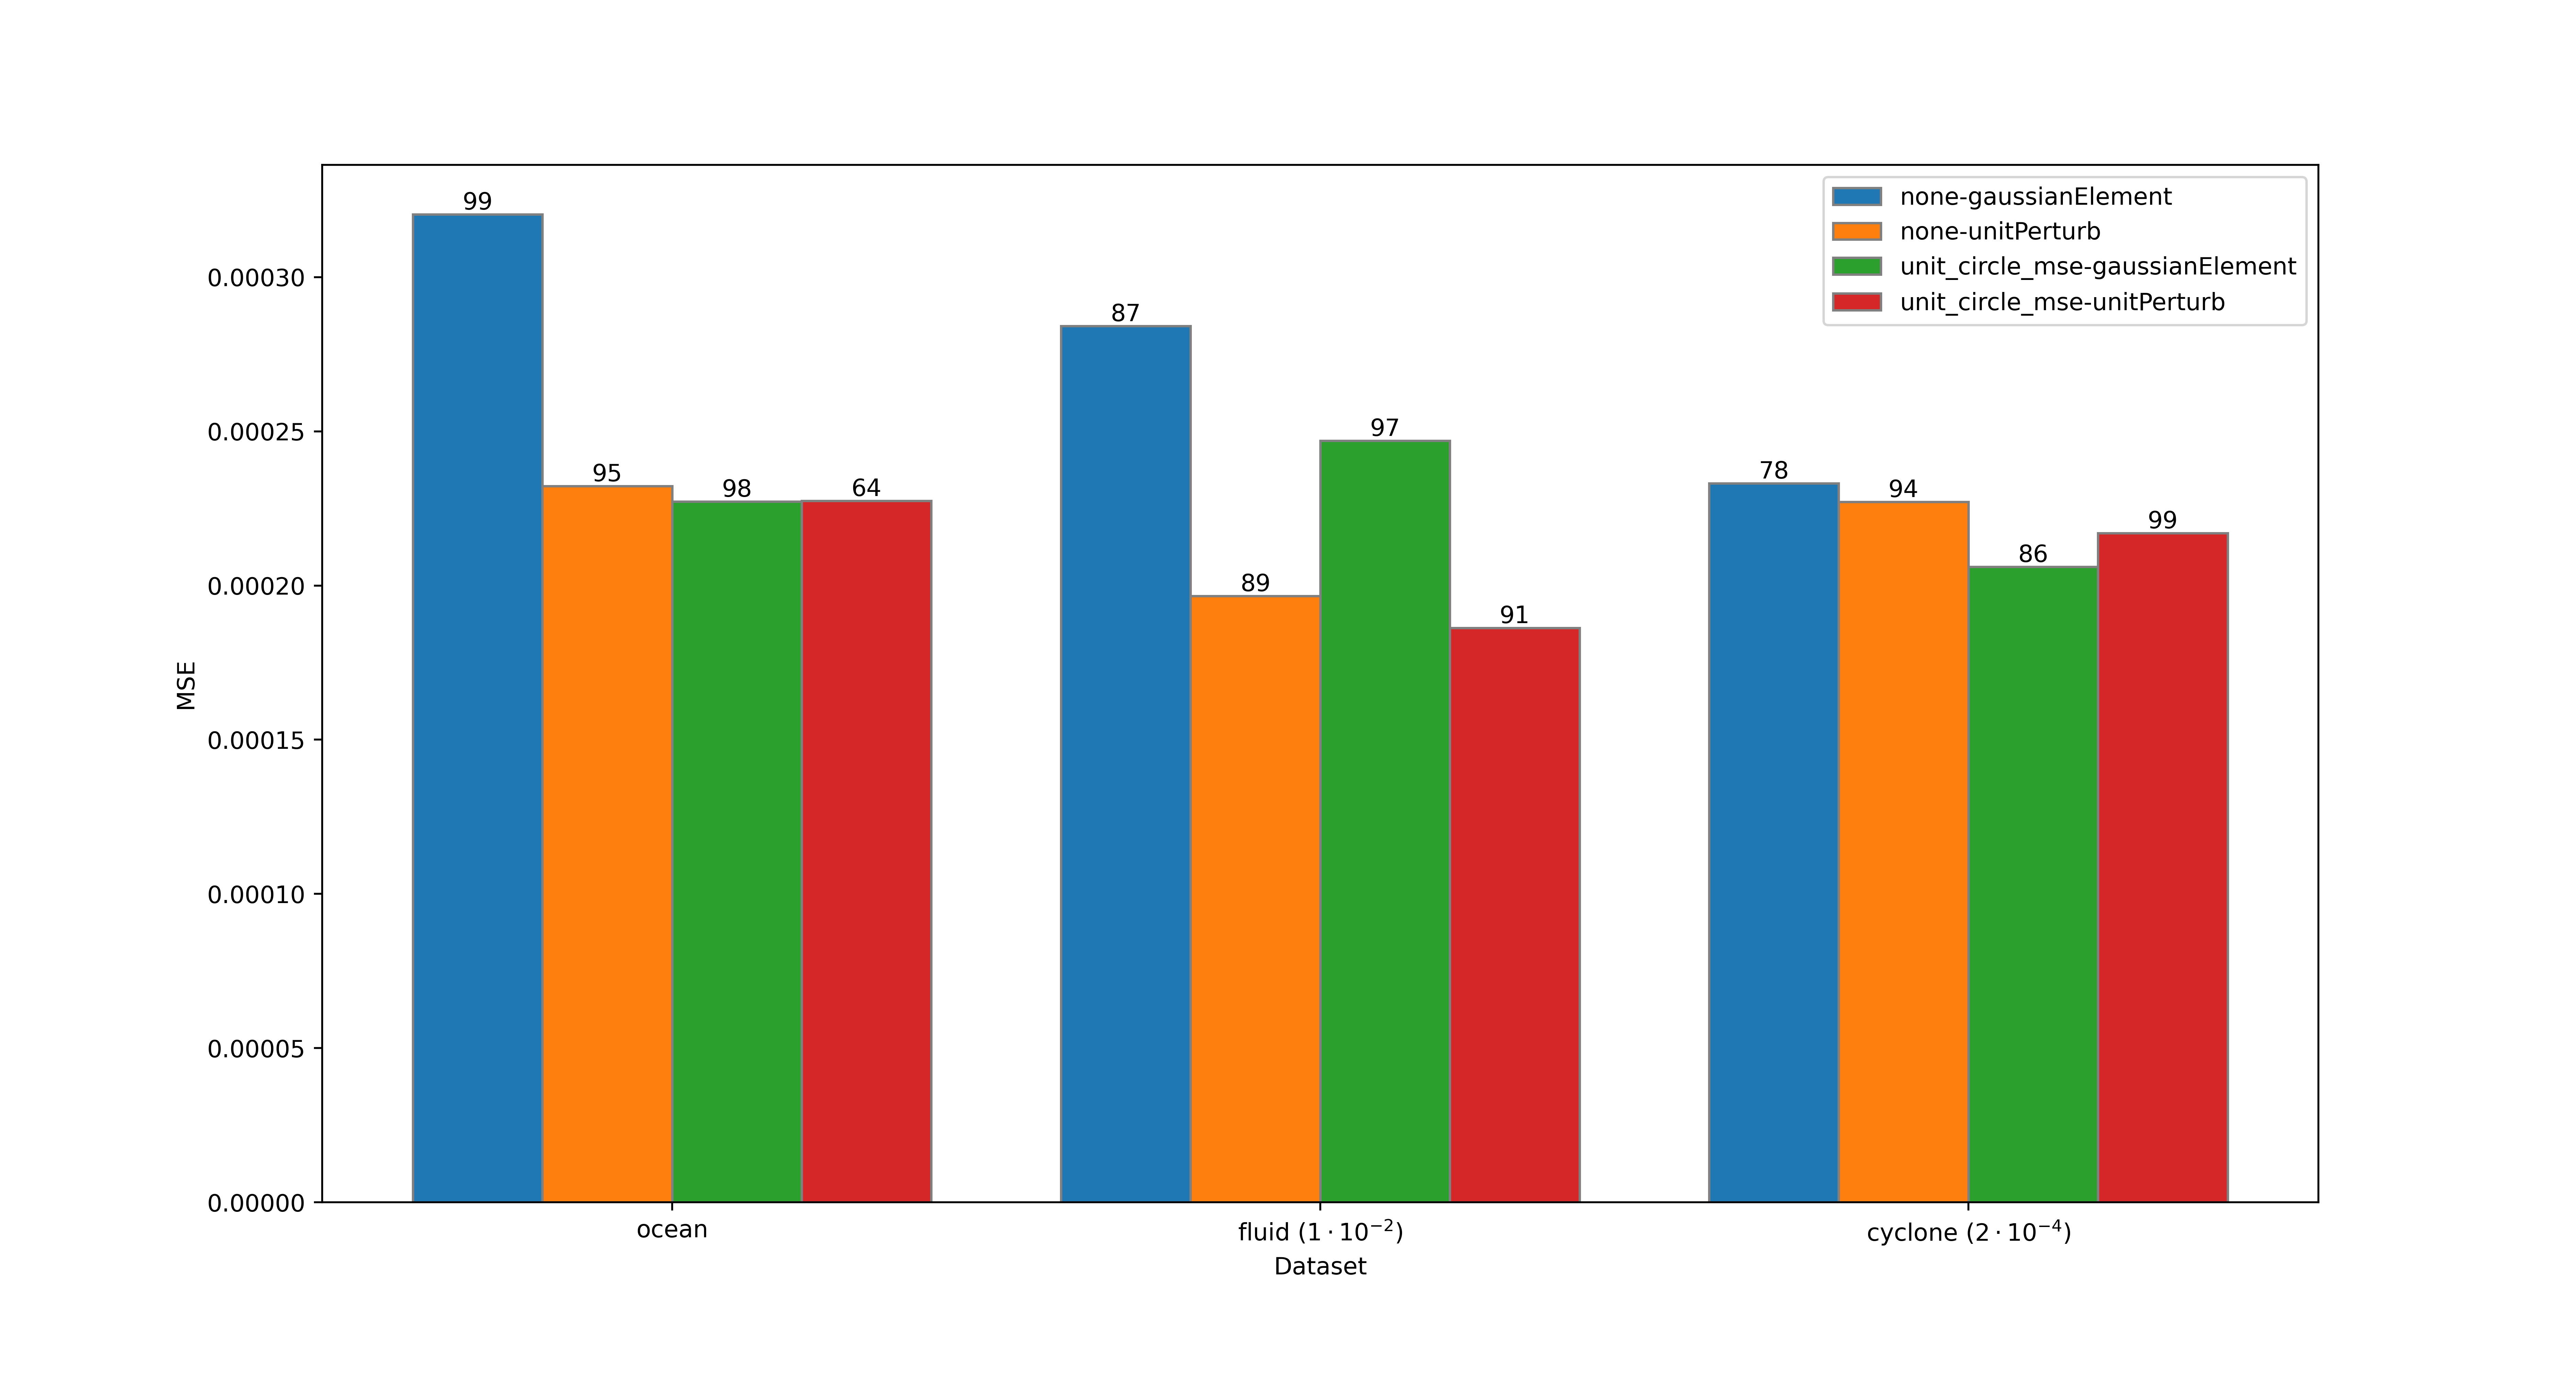 none-gaussianElement
none-unitPerturb
unit_circle_mse-gaussianElement
unit_circle_mse-unitPerturb
99
95
98
64
87
89
97
91
78
94
86
99
MSE
0.00030
0.00025
0.00020
0.00015
0.00010
0.00005
0.00000
ocean
fluid (1 · 10⁻²)
cyclone (2 · 10⁻⁴)
Dataset